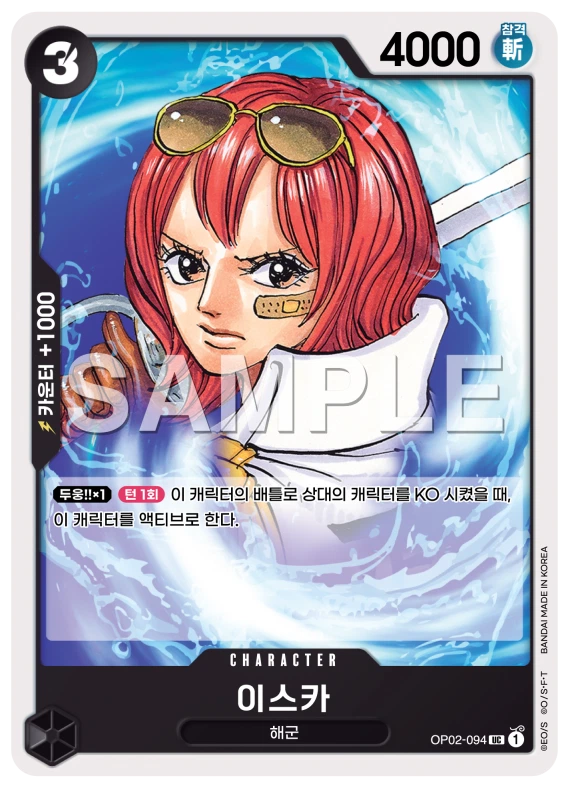 3
4000
참격
斬
⚡카운터 +1000
SAMPLE
두웅!!×1 턴 1회 이 캐릭터의 배틀로 상대의 캐릭터를 KO 시켰을 때,
이 캐릭터를 액티브로 한다.
CHARACTER
이스카
해군
OP02-094 UC 1
©EO/S ©O/S·F·T BANDAI MADE IN KOREA